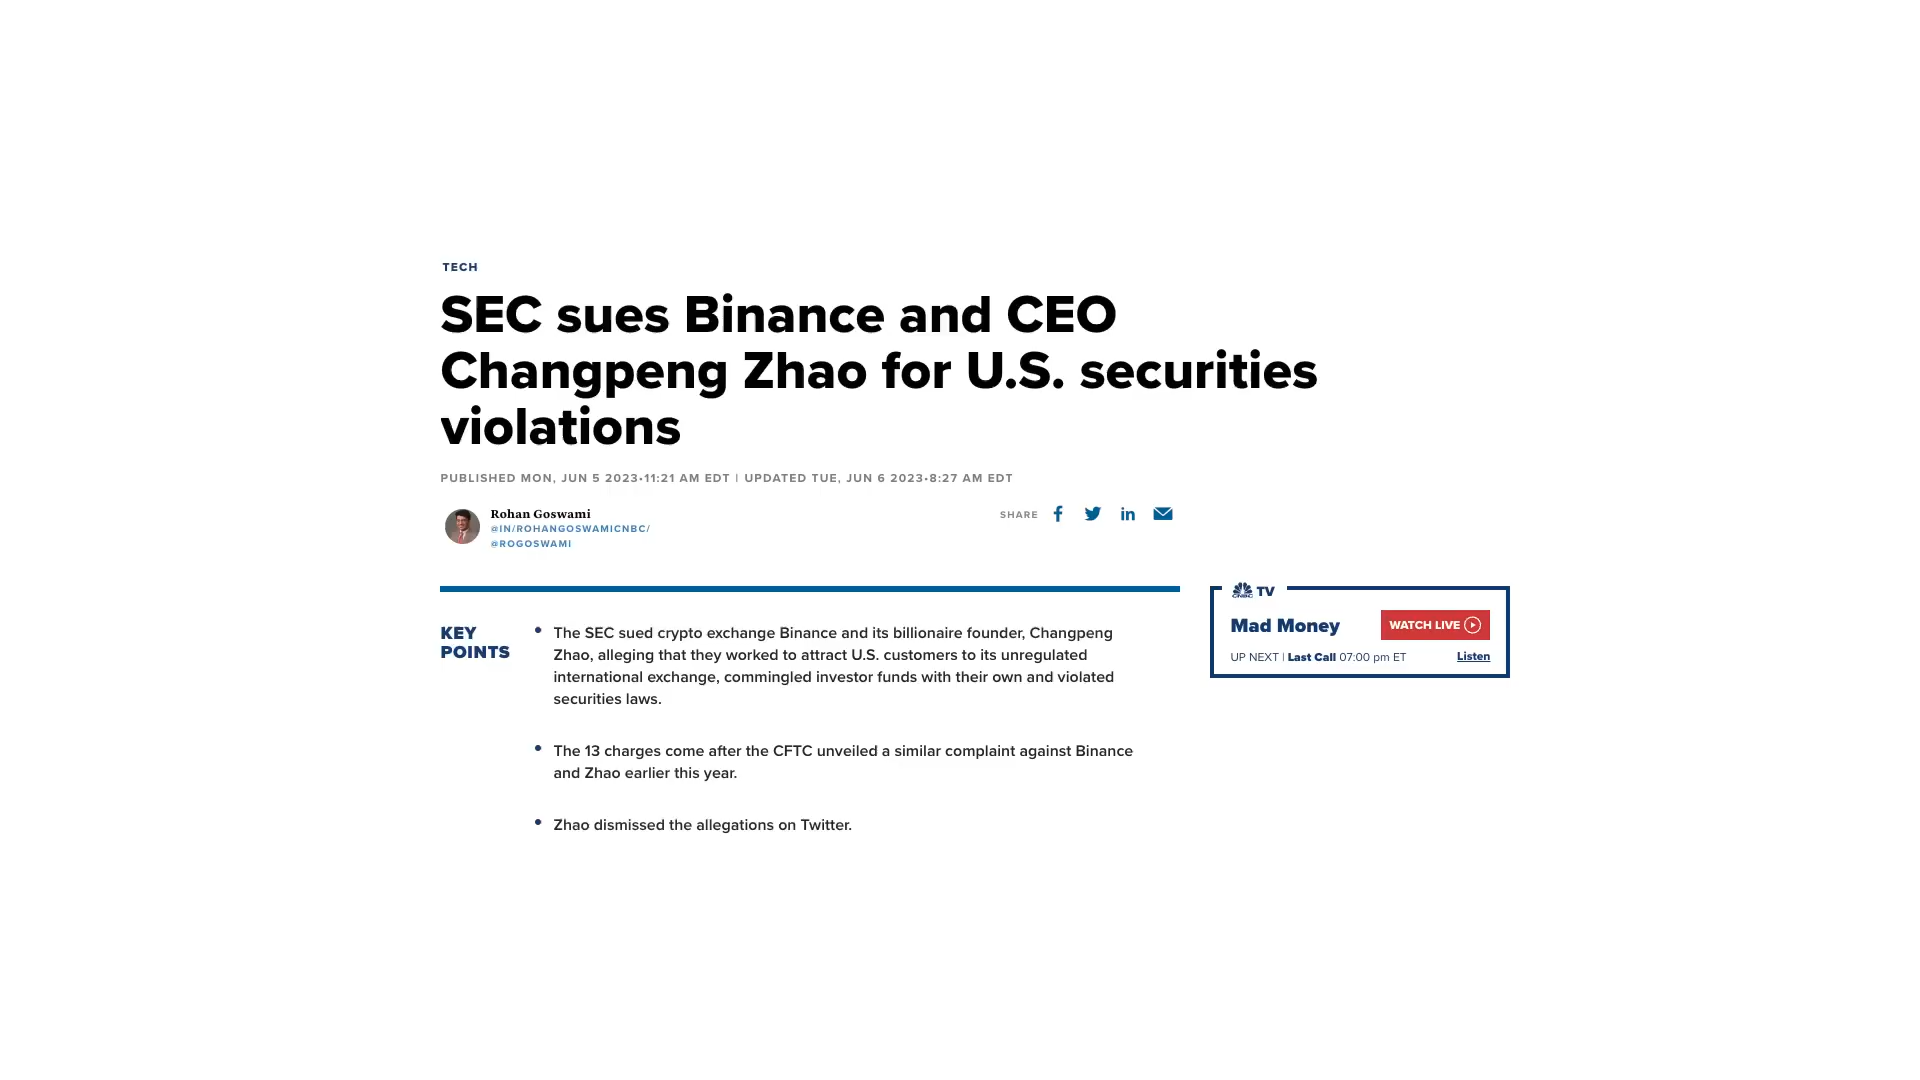 TECH
SEC sues Binance and CEO
Changpeng Zhao for U.S. securities
violations
PUBLISHED MON, JUN 5 2023•11:21 AM EDT | UPDATED TUE, JUN 6 2023•8:27 AM EDT
Rohan Goswami
@IN/ROHANGOSWAMICNBC/
@ROGOSWAMI
SHARE
KEY
POINTS
• The SEC sued crypto exchange Binance and its billionaire founder, Changpeng
Zhao, alleging that they worked to attract U.S. customers to its unregulated
international exchange, commingled investor funds with their own and violated
securities laws.
• The 13 charges come after the CFTC unveiled a similar complaint against Binance
and Zhao earlier this year.
• Zhao dismissed the allegations on Twitter.
CNBC TV
Mad Money
WATCH LIVE
UP NEXT | Last Call 07:00 pm ET
Listen